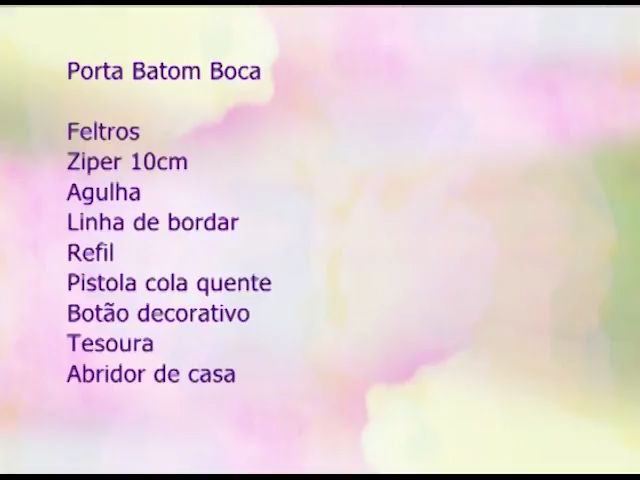 Porta Batom Boca
Feltros
Ziper 10cm
Agulha
Linha de bordar
Refil
Pistola cola quente
Botão decorativo
Tesoura
Abridor de casa